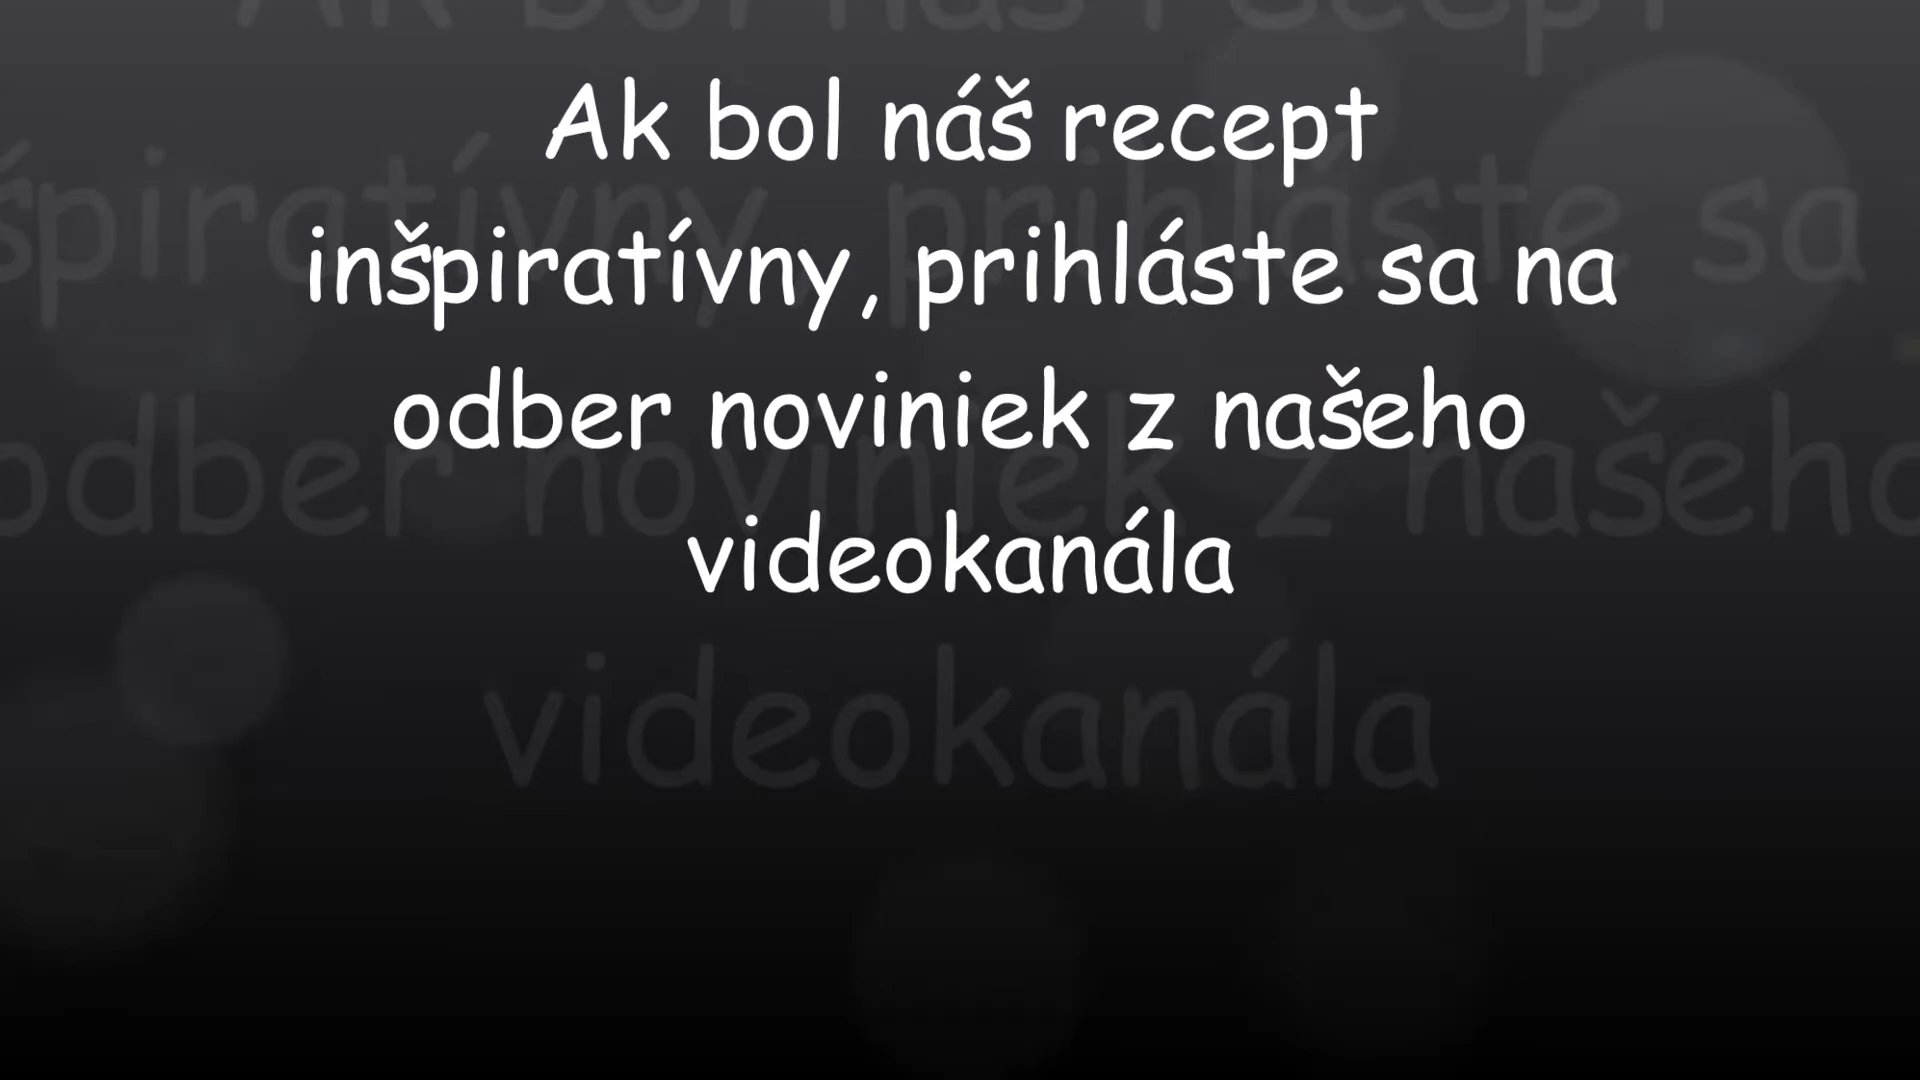 Ak bol náš recept
inšpiratívny, prihláste sa na
odber noviniek z našeho
videokanála